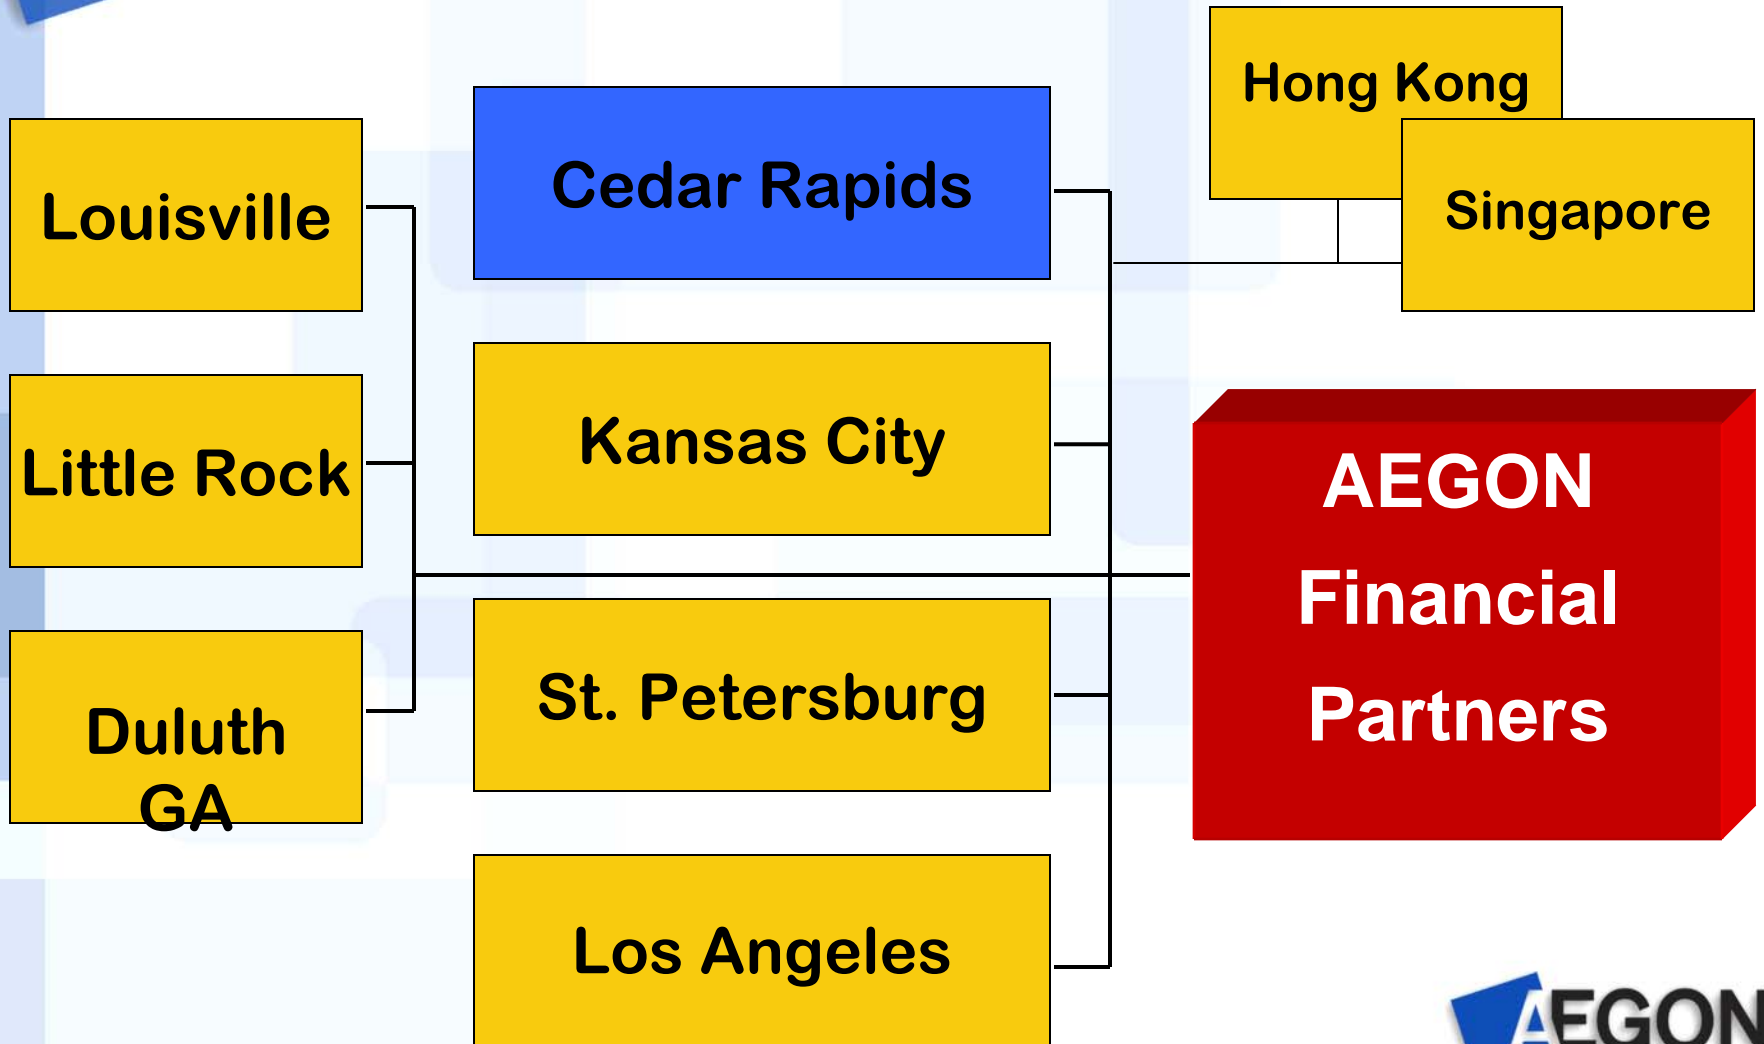 Hong Kong
Singapore
Cedar Rapids
Louisville
Kansas City
Little Rock
AEGON
Financial
Partners
St. Petersburg
Duluth
GA
Los Angeles
AEGON